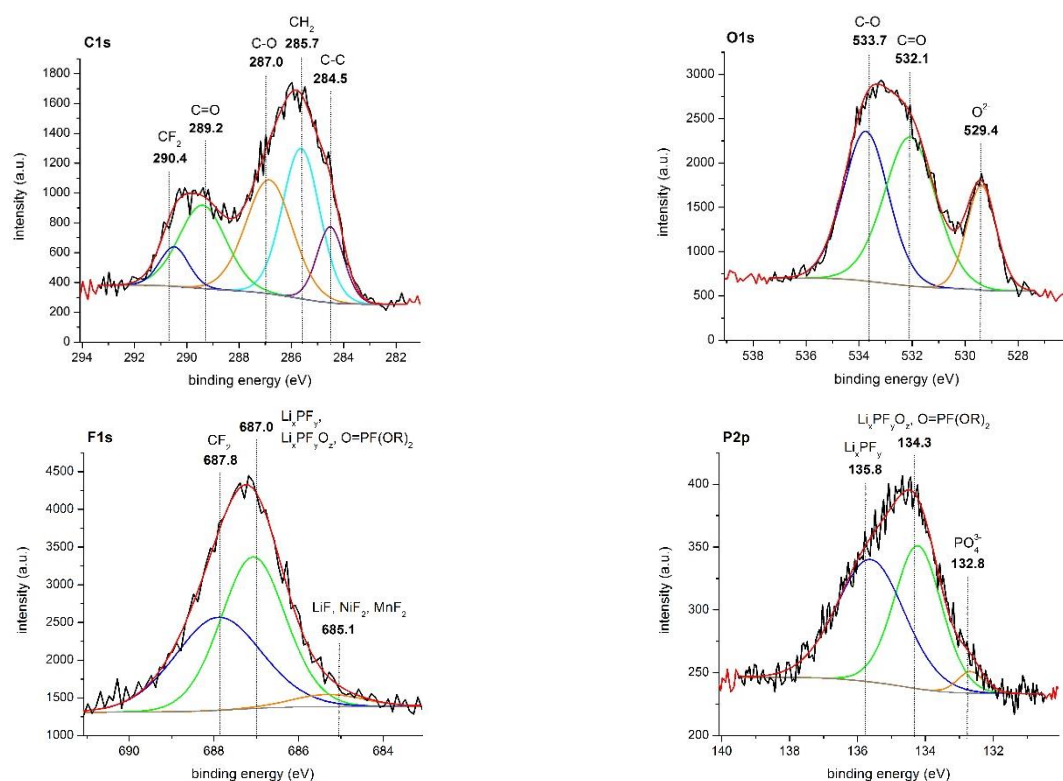 C1s
CF₂
290.4
C=O
289.2
C-O
287.0
CH₂
285.7
C-C
284.5
intensity (a.u.)
1800
1600
1400
1200
1000
800
600
400
200
0
294 292 290 288 286 284 282
binding energy (eV)
O1s
C-O
533.7
C=O
532.1
O²⁻
529.4
intensity (a.u.)
3000
2500
2000
1500
1000
500
0
538 536 534 532 530 528
binding energy (eV)
F1s
CF₂
687.8
687.0
LiₓPFᵧ,
LiₓPFᵧO_z, O=PF(OR)₂
LiF, NiF₂, MnF₂
685.1
intensity (a.u.)
4500
4000
3500
3000
2500
2000
1500
1000
690 688 686 684
binding energy (eV)
P2p
LiₓPFᵧ
135.8
LiₓPFᵧO_z, O=PF(OR)₂
134.3
PO₄³⁻
132.8
intensity (a.u.)
400
350
300
250
200
140 138 136 134 132
binding energy (eV)